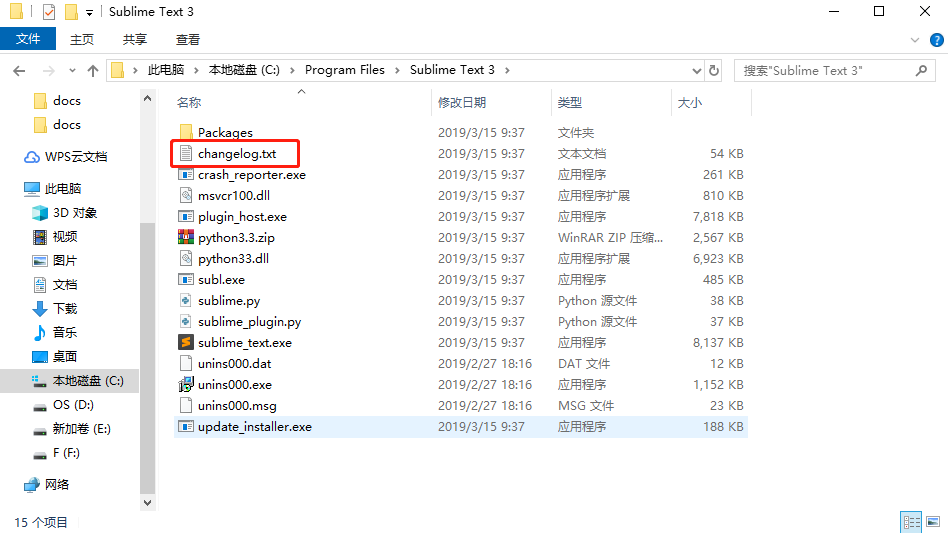 Sublime Text 3
文件 主页 共享 查看
此电脑 本地磁盘 (C:) Program Files Sublime Text 3 搜索"Sublime Text 3"
docs
docs
WPS云文档
此电脑
3D 对象
视频
图片
文档
下载
音乐
桌面
本地磁盘 (C:)
OS (D:)
新加卷 (E:)
F (F:)
网络
名称 修改日期 类型 大小
Packages 2019/3/15 9:37 文件夹
changelog.txt 2019/3/15 9:37 文本文档 54 KB
crash_reporter.exe 2019/3/15 9:37 应用程序 261 KB
msvcr100.dll 2019/3/15 9:37 应用程序扩展 810 KB
plugin_host.exe 2019/3/15 9:37 应用程序 7,818 KB
python3.3.zip 2019/3/15 9:37 WinRAR ZIP 压缩... 2,567 KB
python33.dll 2019/3/15 9:37 应用程序扩展 6,923 KB
subl.exe 2019/3/15 9:37 应用程序 485 KB
sublime.py 2019/3/15 9:37 Python 源文件 38 KB
sublime_plugin.py 2019/3/15 9:37 Python 源文件 37 KB
sublime_text.exe 2019/3/15 9:37 应用程序 8,137 KB
unins000.dat 2019/2/27 18:16 DAT 文件 12 KB
unins000.exe 2019/2/27 18:16 应用程序 1,152 KB
unins000.msg 2019/2/27 18:16 MSG 文件 23 KB
update_installer.exe 2019/3/15 9:37 应用程序 188 KB
15 个项目